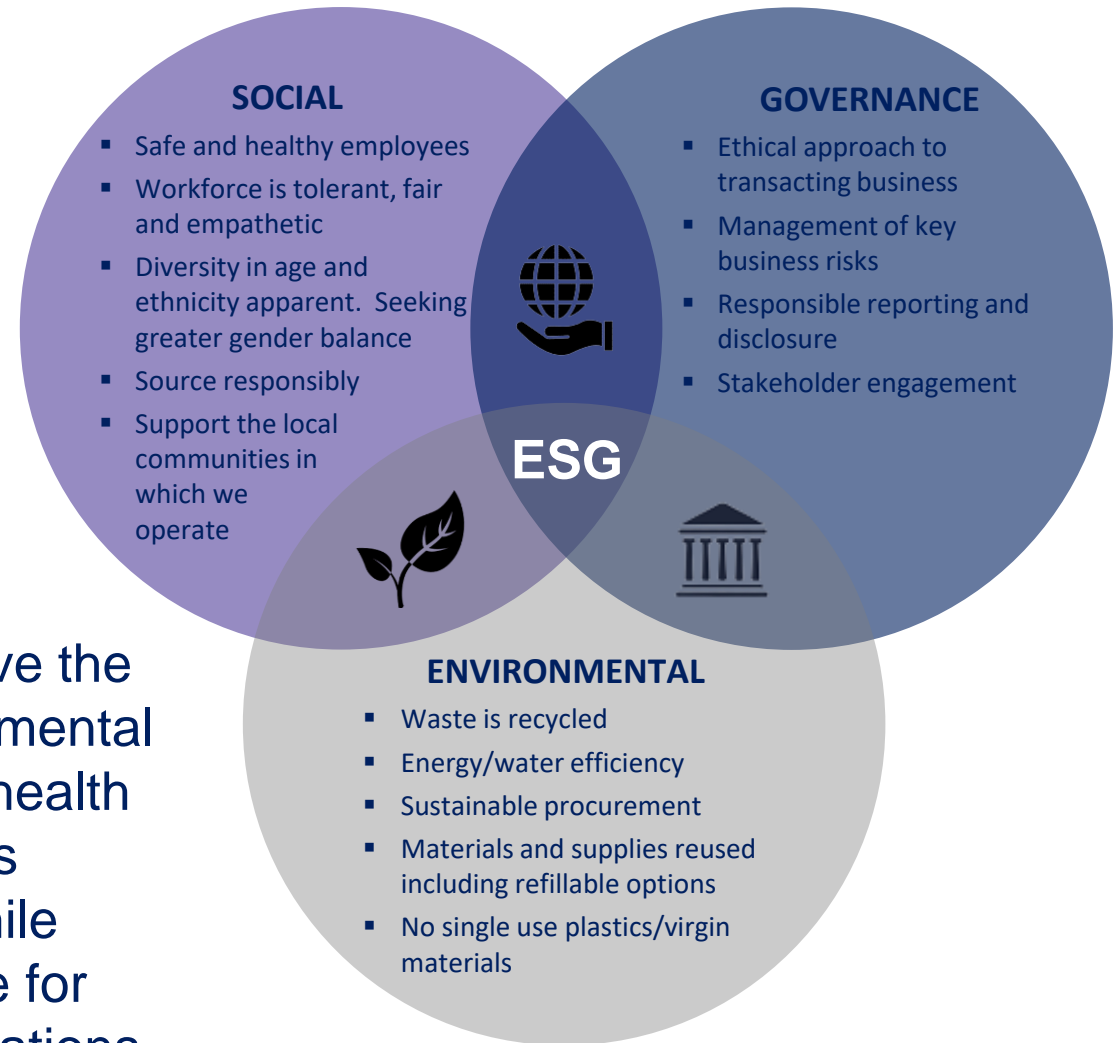 SOCIAL
▪ Safe and healthy employees
▪ Workforce is tolerant, fair
and empathetic
▪ Diversity in age and
ethnicity apparent.  Seeking
greater gender balance
▪ Source responsibly
▪ Support the local
communities in
which we
operate
GOVERNANCE
▪ Ethical approach to
transacting business
▪ Management of key
business risks
▪ Responsible reporting and
disclosure
▪ Stakeholder engagement
ESG
ENVIRONMENTAL
▪ Waste is recycled
▪ Energy/water efficiency
▪ Sustainable procurement
▪ Materials and supplies reused
including refillable options
▪ No single use plastics/virgin
materials
ve the
mental
health
s
ile
e for
ations